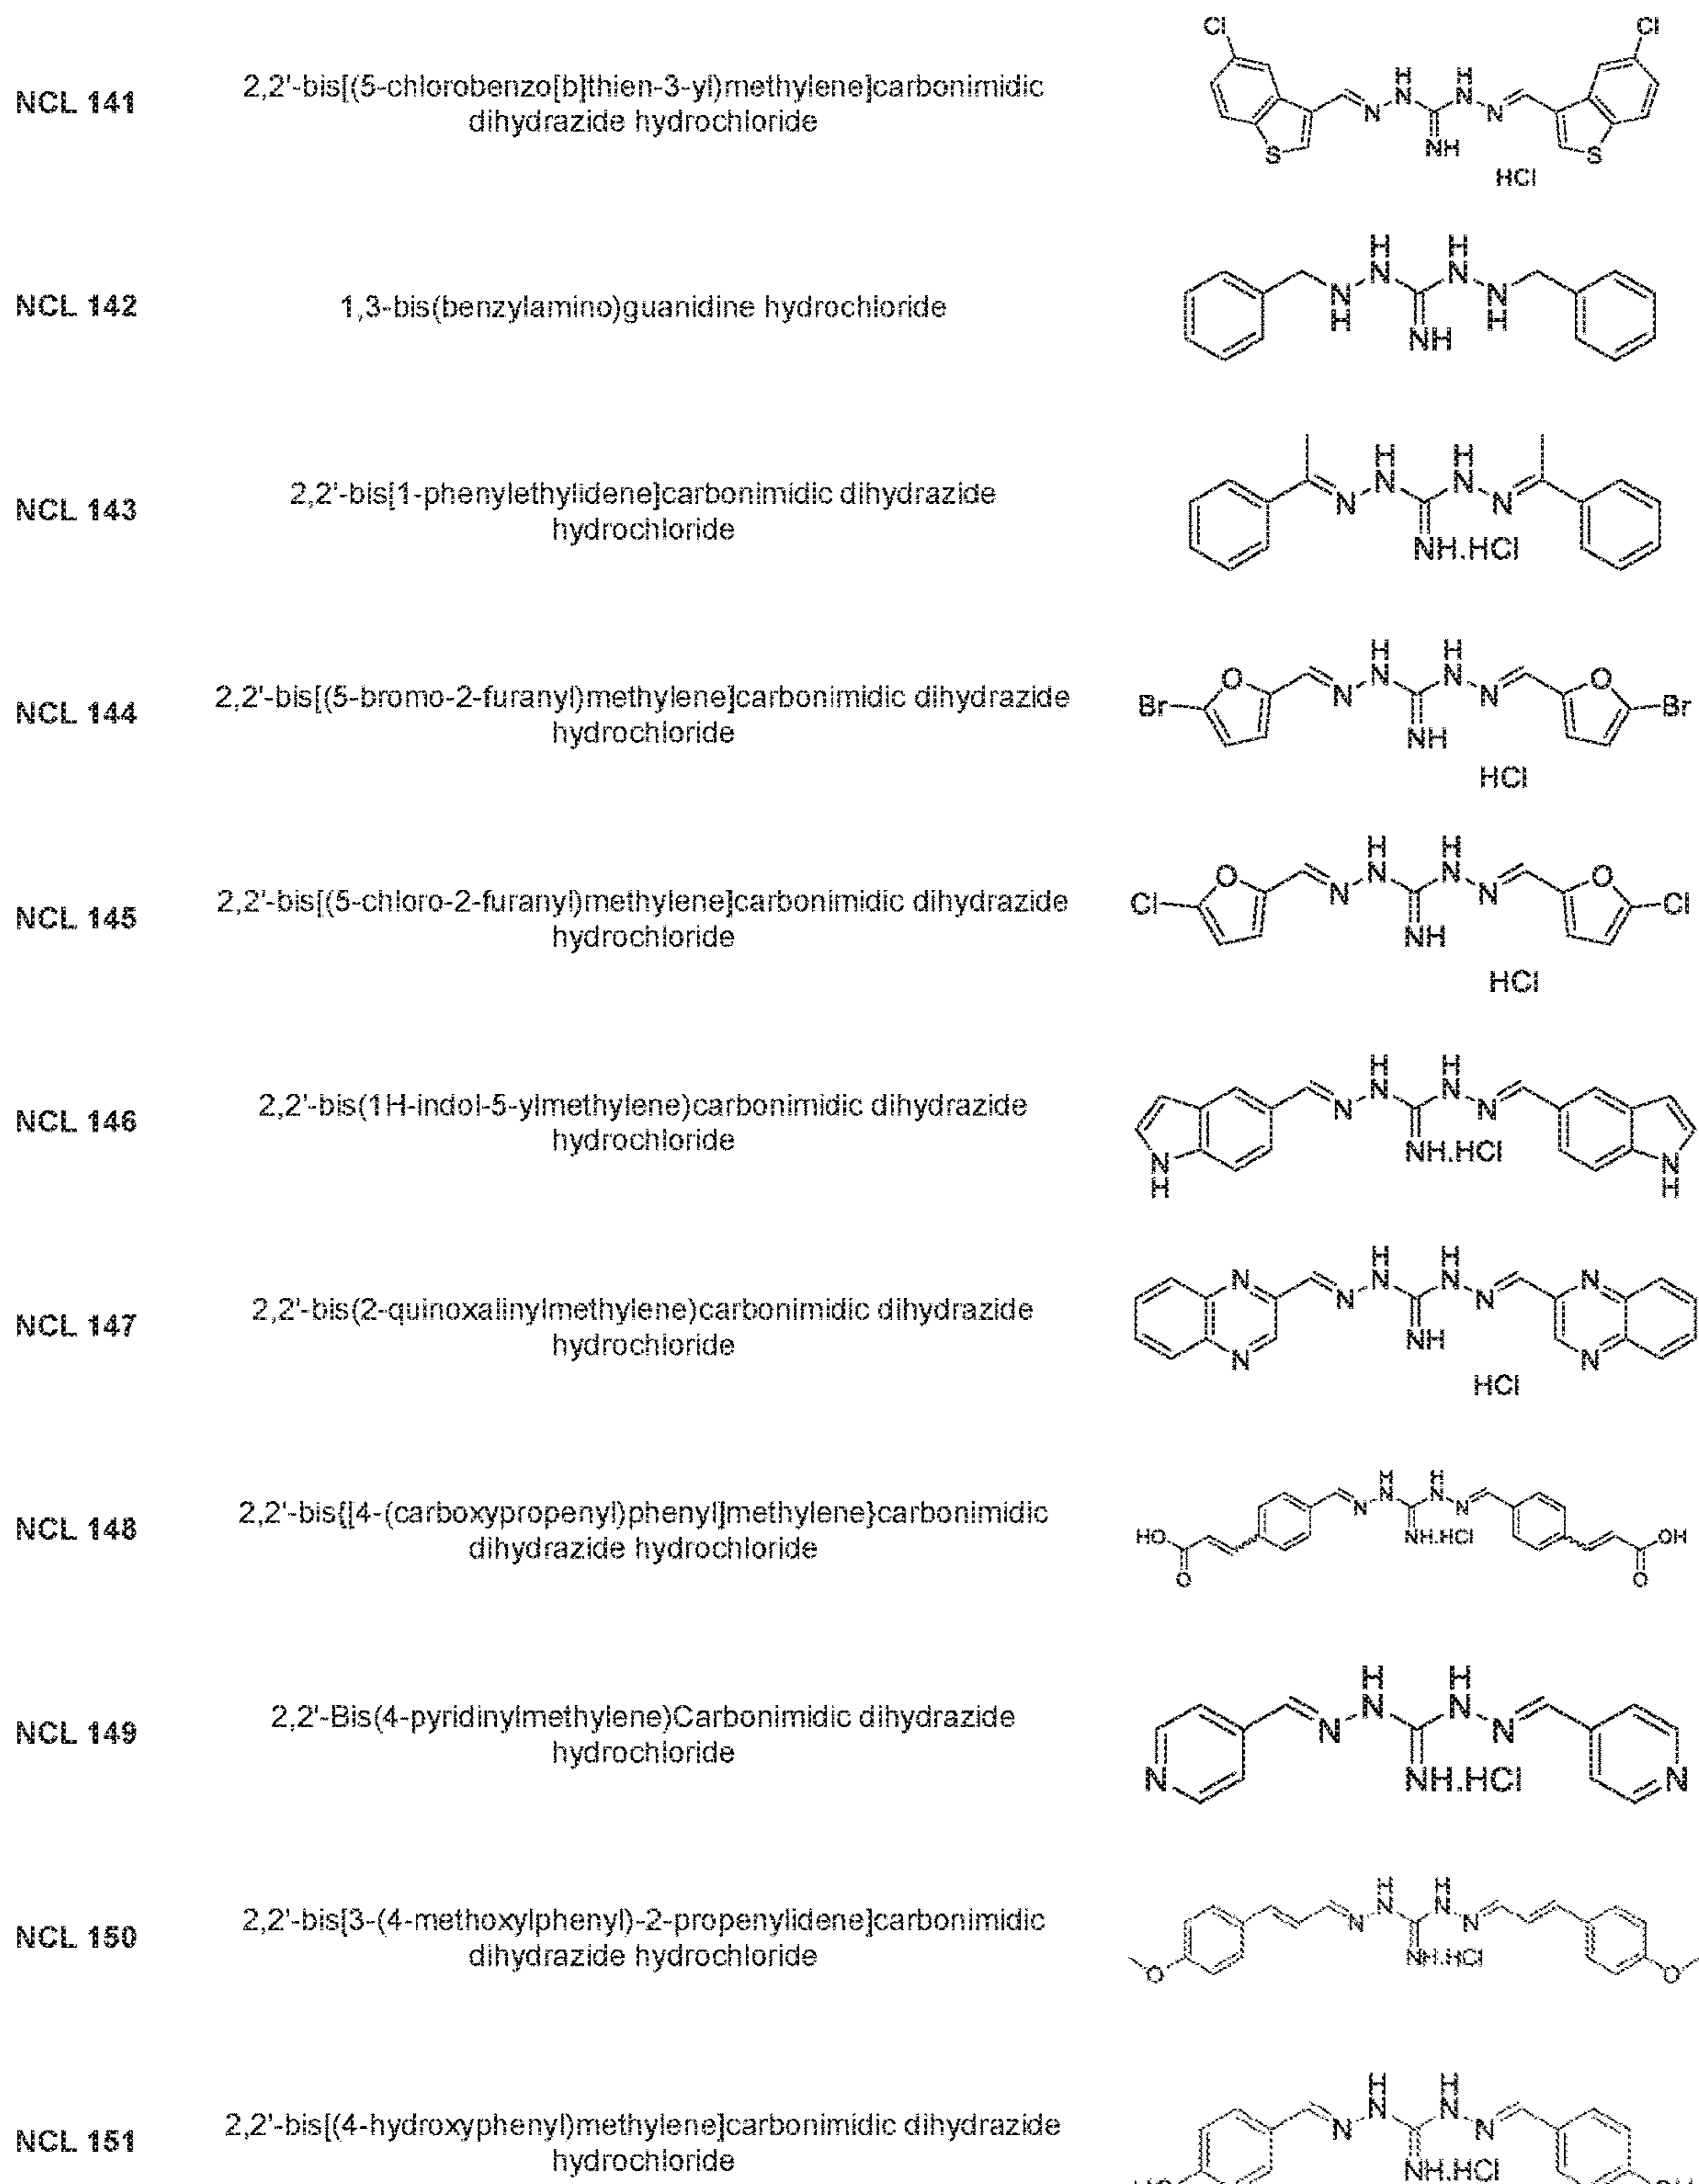 NCL 141
2,2'-bis[(5-chlorobenzo[b]thien-3-yl)methylene]carbonimidic
dihydrazide hydrochloride
Cl
Cl
H
N
H
N
N
N
S
NH
S
HCl
NCL 142
1,3-bis(benzylamino)guanidine hydrochloride
H
N
H
N
N
H
N
H
NH
NCL 143
2,2'-bis[1-phenylethylidene]carbonimidic dihydrazide
hydrochloride
H
N
H
N
N
N
NH.HCl
NCL 144
2,2'-bis[(5-bromo-2-furanyl)methylene]carbonimidic dihydrazide
hydrochloride
H
N
H
N
O
O
N
N
Br
Br
NH
HCl
NCL 145
2,2'-bis[(5-chloro-2-furanyl)methylene]carbonimidic dihydrazide
hydrochloride
H
N
H
N
O
O
N
N
Cl
Cl
NH
HCl
NCL 146
2,2'-bis(1H-indol-5-ylmethylene)carbonimidic dihydrazide
hydrochloride
H
N
H
N
N
N
NH.HCl
N
H
N
H
NCL 147
2,2'-bis(2-quinoxalinylmethylene)carbonimidic dihydrazide
hydrochloride
H
N
H
N
N
N
N
N
NH
N
N
HCl
NCL 148
2,2'-bis{[4-(carboxypropenyl)phenyl]methylene}carbonimidic
dihydrazide hydrochloride
H
N
H
N
N
N
HO
NH.HCl
OH
O
O
NCL 149
2,2'-Bis(4-pyridinylmethylene)Carbonimidic dihydrazide
hydrochloride
H
N
H
N
N
N
N
NH.HCl
N
NCL 150
2,2'-bis[3-(4-methoxylphenyl)-2-propenylidene]carbonimidic
dihydrazide hydrochloride
H
N
H
N
N
N
NH.HCl
O
O
NCL 151
2,2'-bis[(4-hydroxyphenyl)methylene]carbonimidic dihydrazide
hydrochloride
H
N
H
N
N
N
NH.HCl